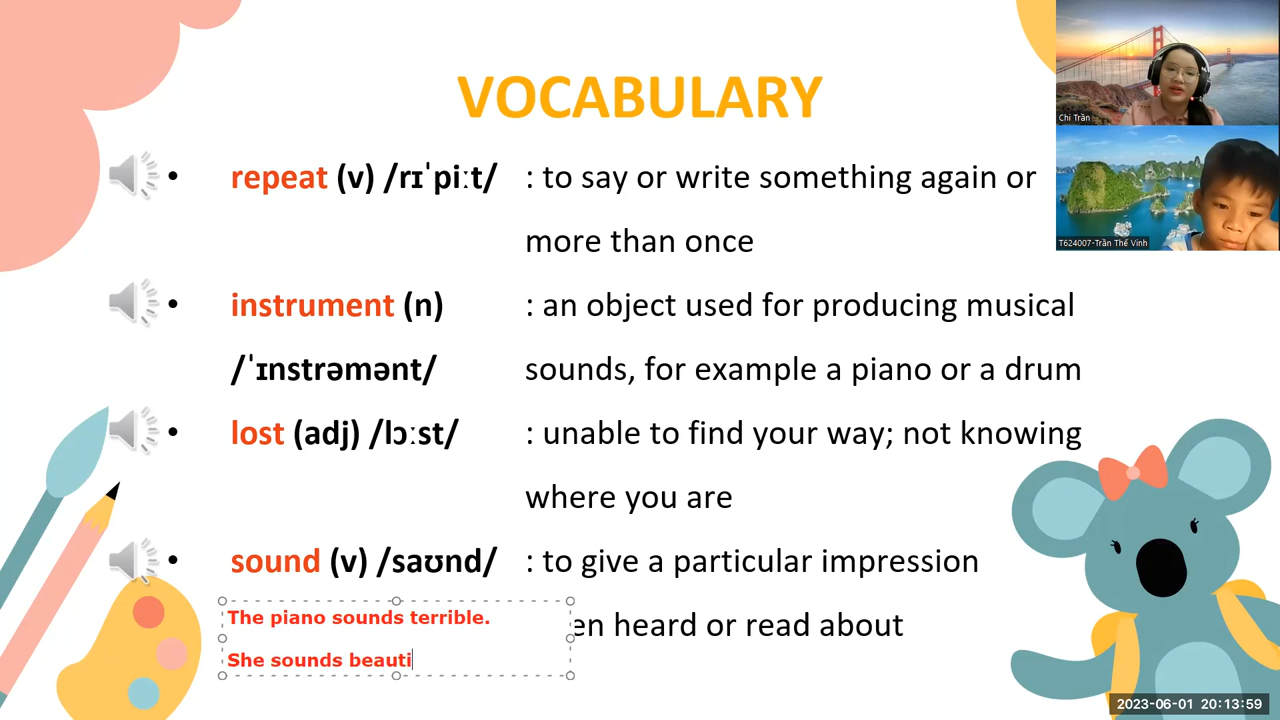 VOCABULARY
Chi Trần
repeat (v) /rɪˈpiːt/ : to say or write something again or
more than once
T624007-Trần Thế Vinh
instrument (n) : an object used for producing musical
/ˈɪnstrəmənt/ sounds, for example a piano or a drum
lost (adj) /lɔːst/ : unable to find your way; not knowing
where you are
sound (v) /saʊnd/ : to give a particular impression
The piano sounds terrible.
en heard or read about
She sounds beauti
2023-06-01 20:13:59